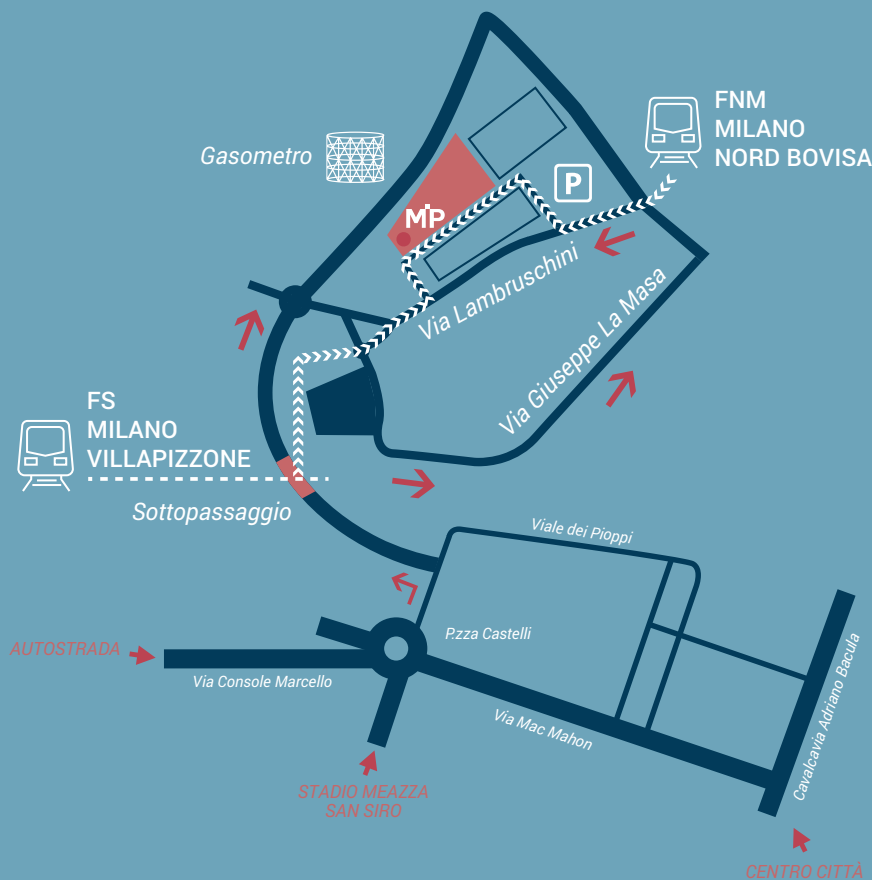 FNM
MILANO
NORD BOVISA
Gasometro
P
MIP
Via Lambruschini
Via Giuseppe La Masa
FS
MILANO
VILLAPIZZONE
Sottopassaggio
Viale dei Pioppi
P.zza Castelli
AUTOSTRADA
Via Console Marcello
Via Mac Mahon
Cavalcavia Adriano Bacula
STADIO MEAZZA
SAN SIRO
CENTRO CITTÀ